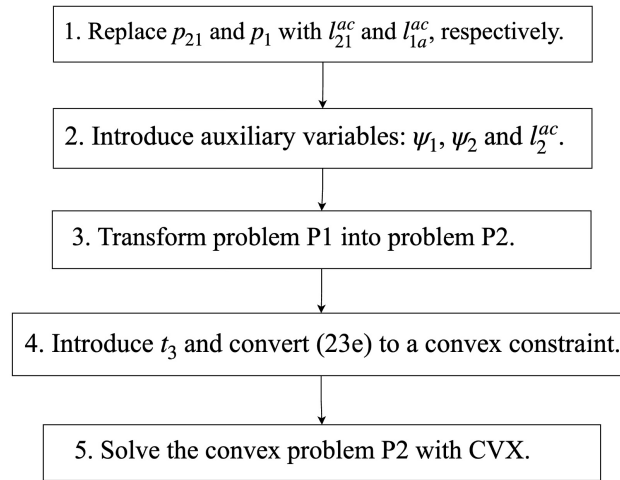 1. Replace p₂₁ and p₁ with l₂₁ᵃᶜ and l₁ₐᵃᶜ, respectively.
2. Introduce auxiliary variables: ψ₁, ψ₂ and l₂ᵃᶜ.
3. Transform problem P1 into problem P2.
4. Introduce t₃ and convert (23e) to a convex constraint.
5. Solve the convex problem P2 with CVX.